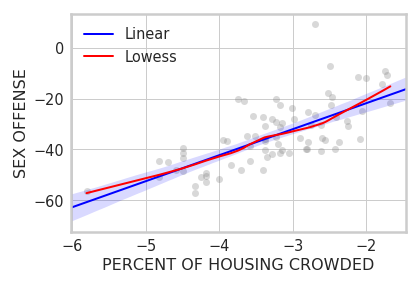 Linear
Lowess
0
−20
−40
−60
SEX OFFENSE
−6 −5 −4 −3 −2
PERCENT OF HOUSING CROWDED